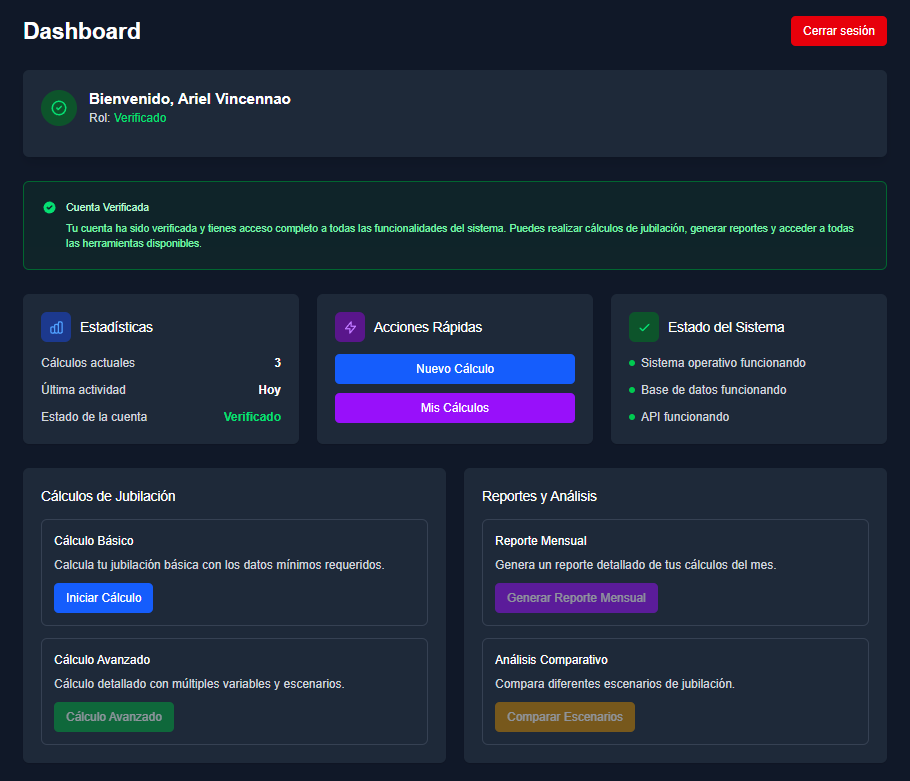 Dashboard
Cerrar sesión
Bienvenido, Ariel Vincennao
Rol: Verificado
Cuenta Verificada
Tu cuenta ha sido verificada y tienes acceso completo a todas las funcionalidades del sistema. Puedes realizar cálculos de jubilación, generar reportes y acceder a todas
las herramientas disponibles.
Estadísticas
Cálculos actuales 3
Última actividad Hoy
Estado de la cuenta Verificado
Acciones Rápidas
Nuevo Cálculo
Mis Cálculos
Estado del Sistema
Sistema operativo funcionando
Base de datos funcionando
API funcionando
Cálculos de Jubilación
Cálculo Básico
Calcula tu jubilación básica con los datos mínimos requeridos.
Iniciar Cálculo
Cálculo Avanzado
Cálculo detallado con múltiples variables y escenarios.
Cálculo Avanzado
Reportes y Análisis
Reporte Mensual
Genera un reporte detallado de tus cálculos del mes.
Generar Reporte Mensual
Análisis Comparativo
Compara diferentes escenarios de jubilación.
Comparar Escenarios